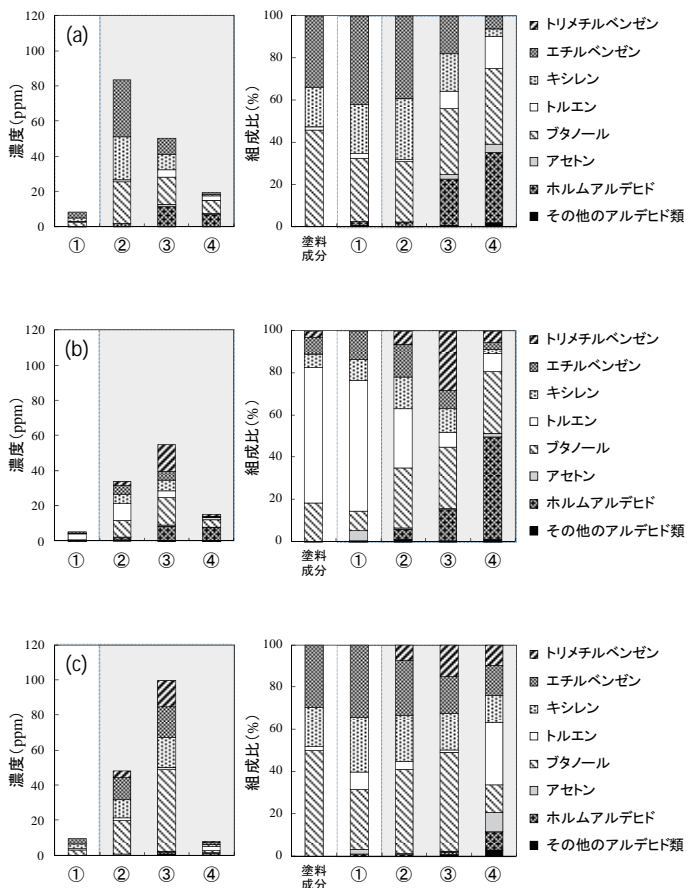 (a)
濃度(ppm)
120
100
80
60
40
20
0
① ② ③ ④
組成比(%)
100
80
60
40
20
0
塗料
成分
① ② ③ ④
トリメチルベンゼン
エチルベンゼン
キシレン
トルエン
ブタノール
アセトン
ホルムアルデヒド
その他のアルデヒド類
(b)
濃度(ppm)
120
100
80
60
40
20
0
① ② ③ ④
組成比(%)
100
80
60
40
20
0
塗料
成分
① ② ③ ④
トリメチルベンゼン
エチルベンゼン
キシレン
トルエン
ブタノール
アセトン
ホルムアルデヒド
その他のアルデヒド類
(c)
濃度(ppm)
120
100
80
60
40
20
0
① ② ③ ④
組成比(%)
100
80
60
40
20
0
塗料
成分
① ② ③ ④
トリメチルベンゼン
エチルベンゼン
キシレン
トルエン
ブタノール
アセトン
ホルムアルデヒド
その他のアルデヒド類